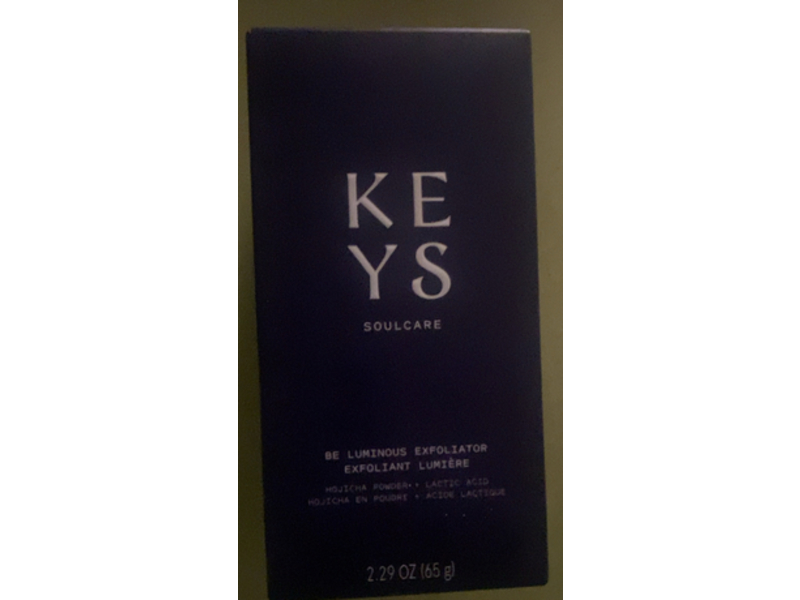 KE
YS
SOULCARE
BE LUMINOUS EXFOLIATOR
EXFOLIANT LUMIÈRE
HOJICHA POWDER • LACTIC ACID
HOJICHA EN POUDRE • ACIDE LACTIQUE
2.29 OZ (65 g)